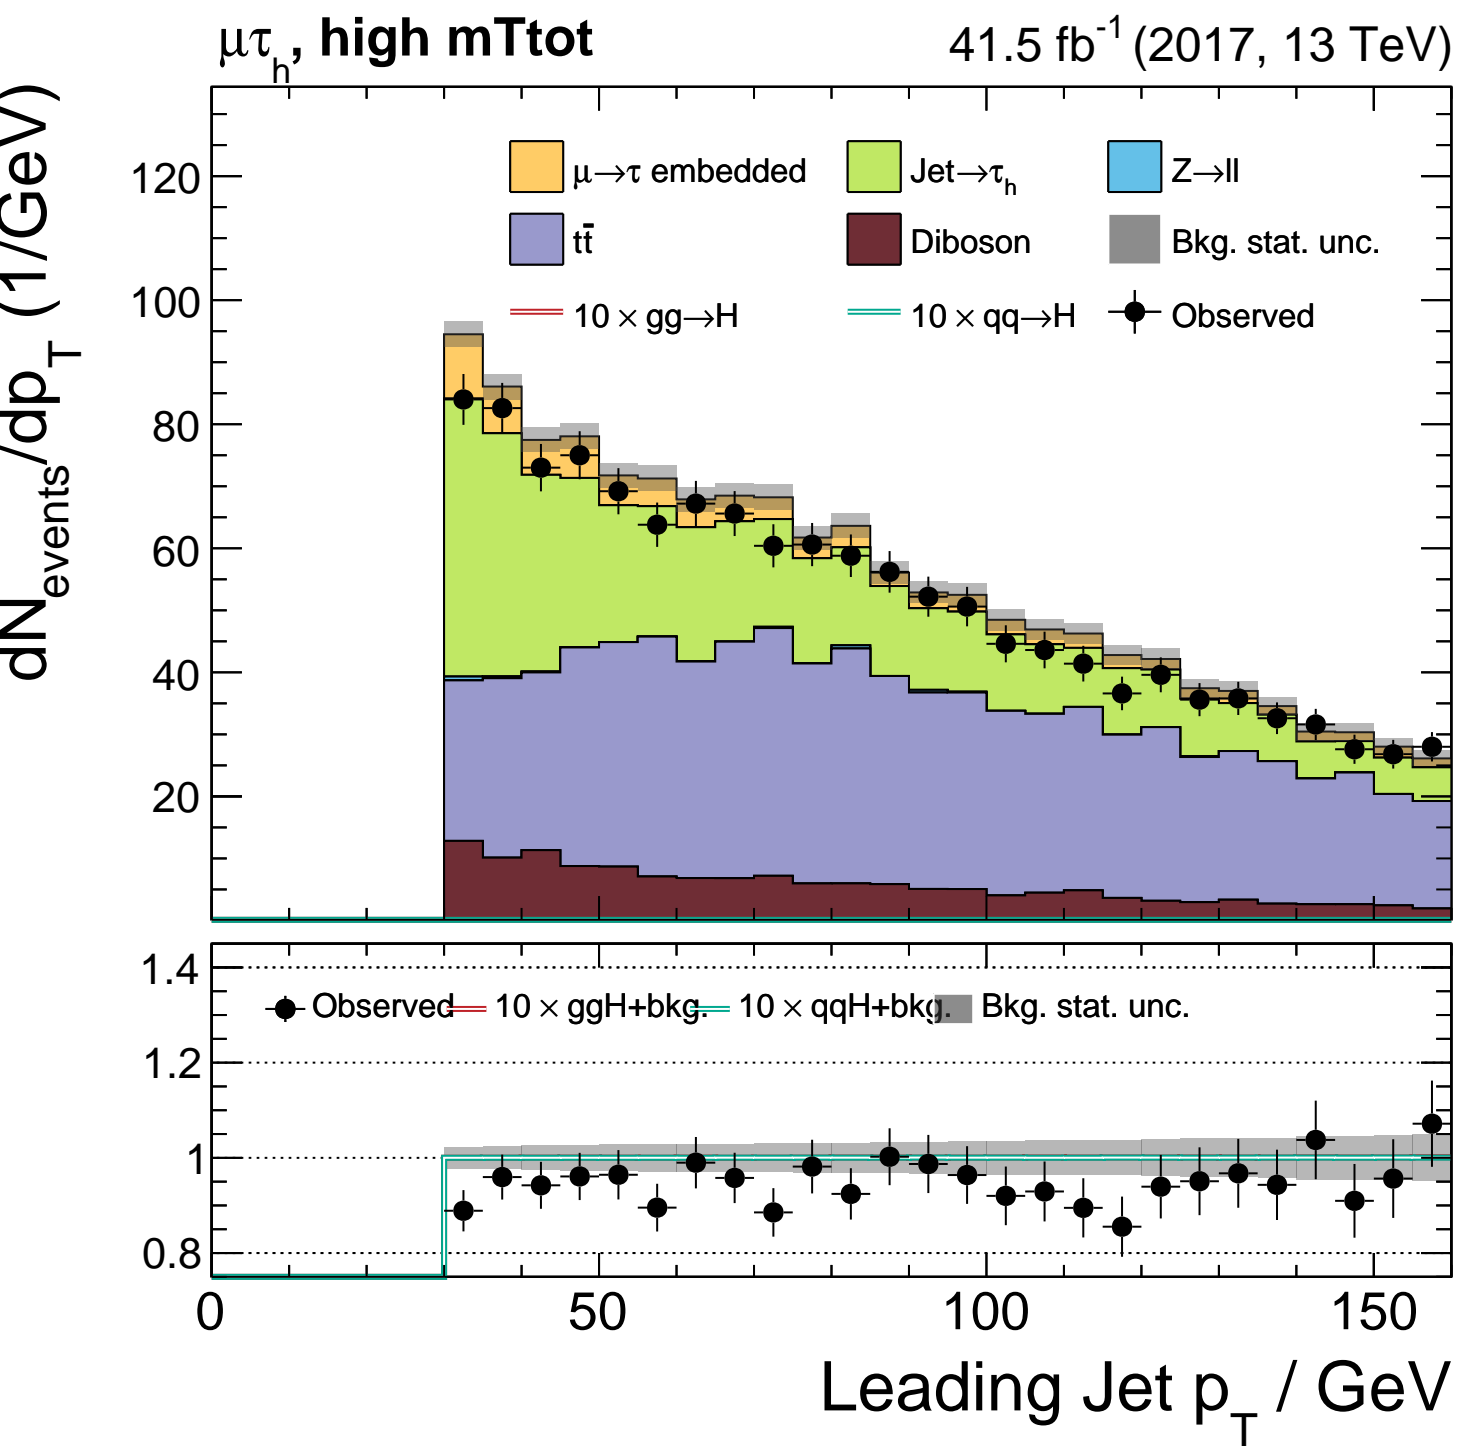 μτh, high mTtot 41.5 fb-1 (2017, 13 TeV)
dNevents/dpT (1/GeV)
120
100
80
60
40
20
μ→τ embedded Jet→τh Z→ll
tt̄ Diboson Bkg. stat. unc.
10 × gg→H 10 × qq→H Observed
1.4
1.2
1
0.8
Observed 10 × ggH+bkg. 10 × qqH+bkg. Bkg. stat. unc.
0 50 100 150
Leading Jet pT / GeV